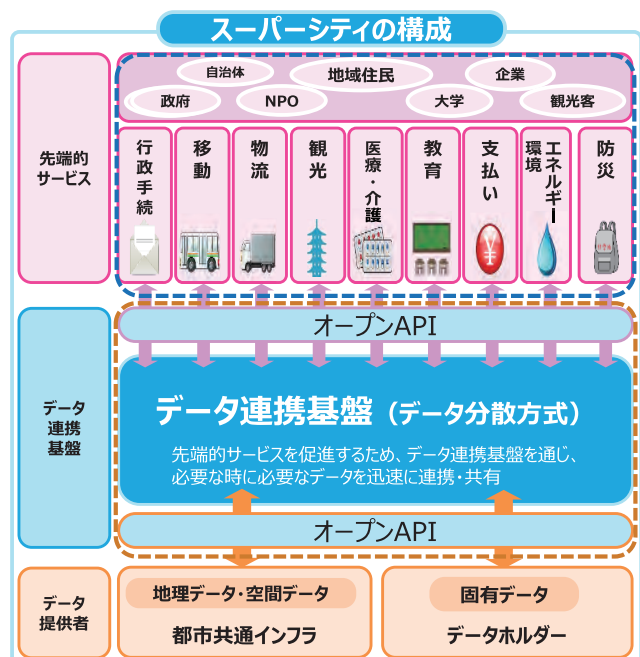 スーパーシティの構成
先端的
サービス
自治体
地域住民
企業
政府
NPO
大学
観光客
行政手続
移動
物流
観光
医療・介護
教育
支払い
エネルギー
環境
防災
オープンAPI
データ
連携
基盤
データ連携基盤（データ分散方式）
先端的サービスを促進するため、データ連携基盤を通じ、
必要な時に必要なデータを迅速に連携・共有
オープンAPI
データ
提供者
地理データ・空間データ
都市共通インフラ
固有データ
データホルダー